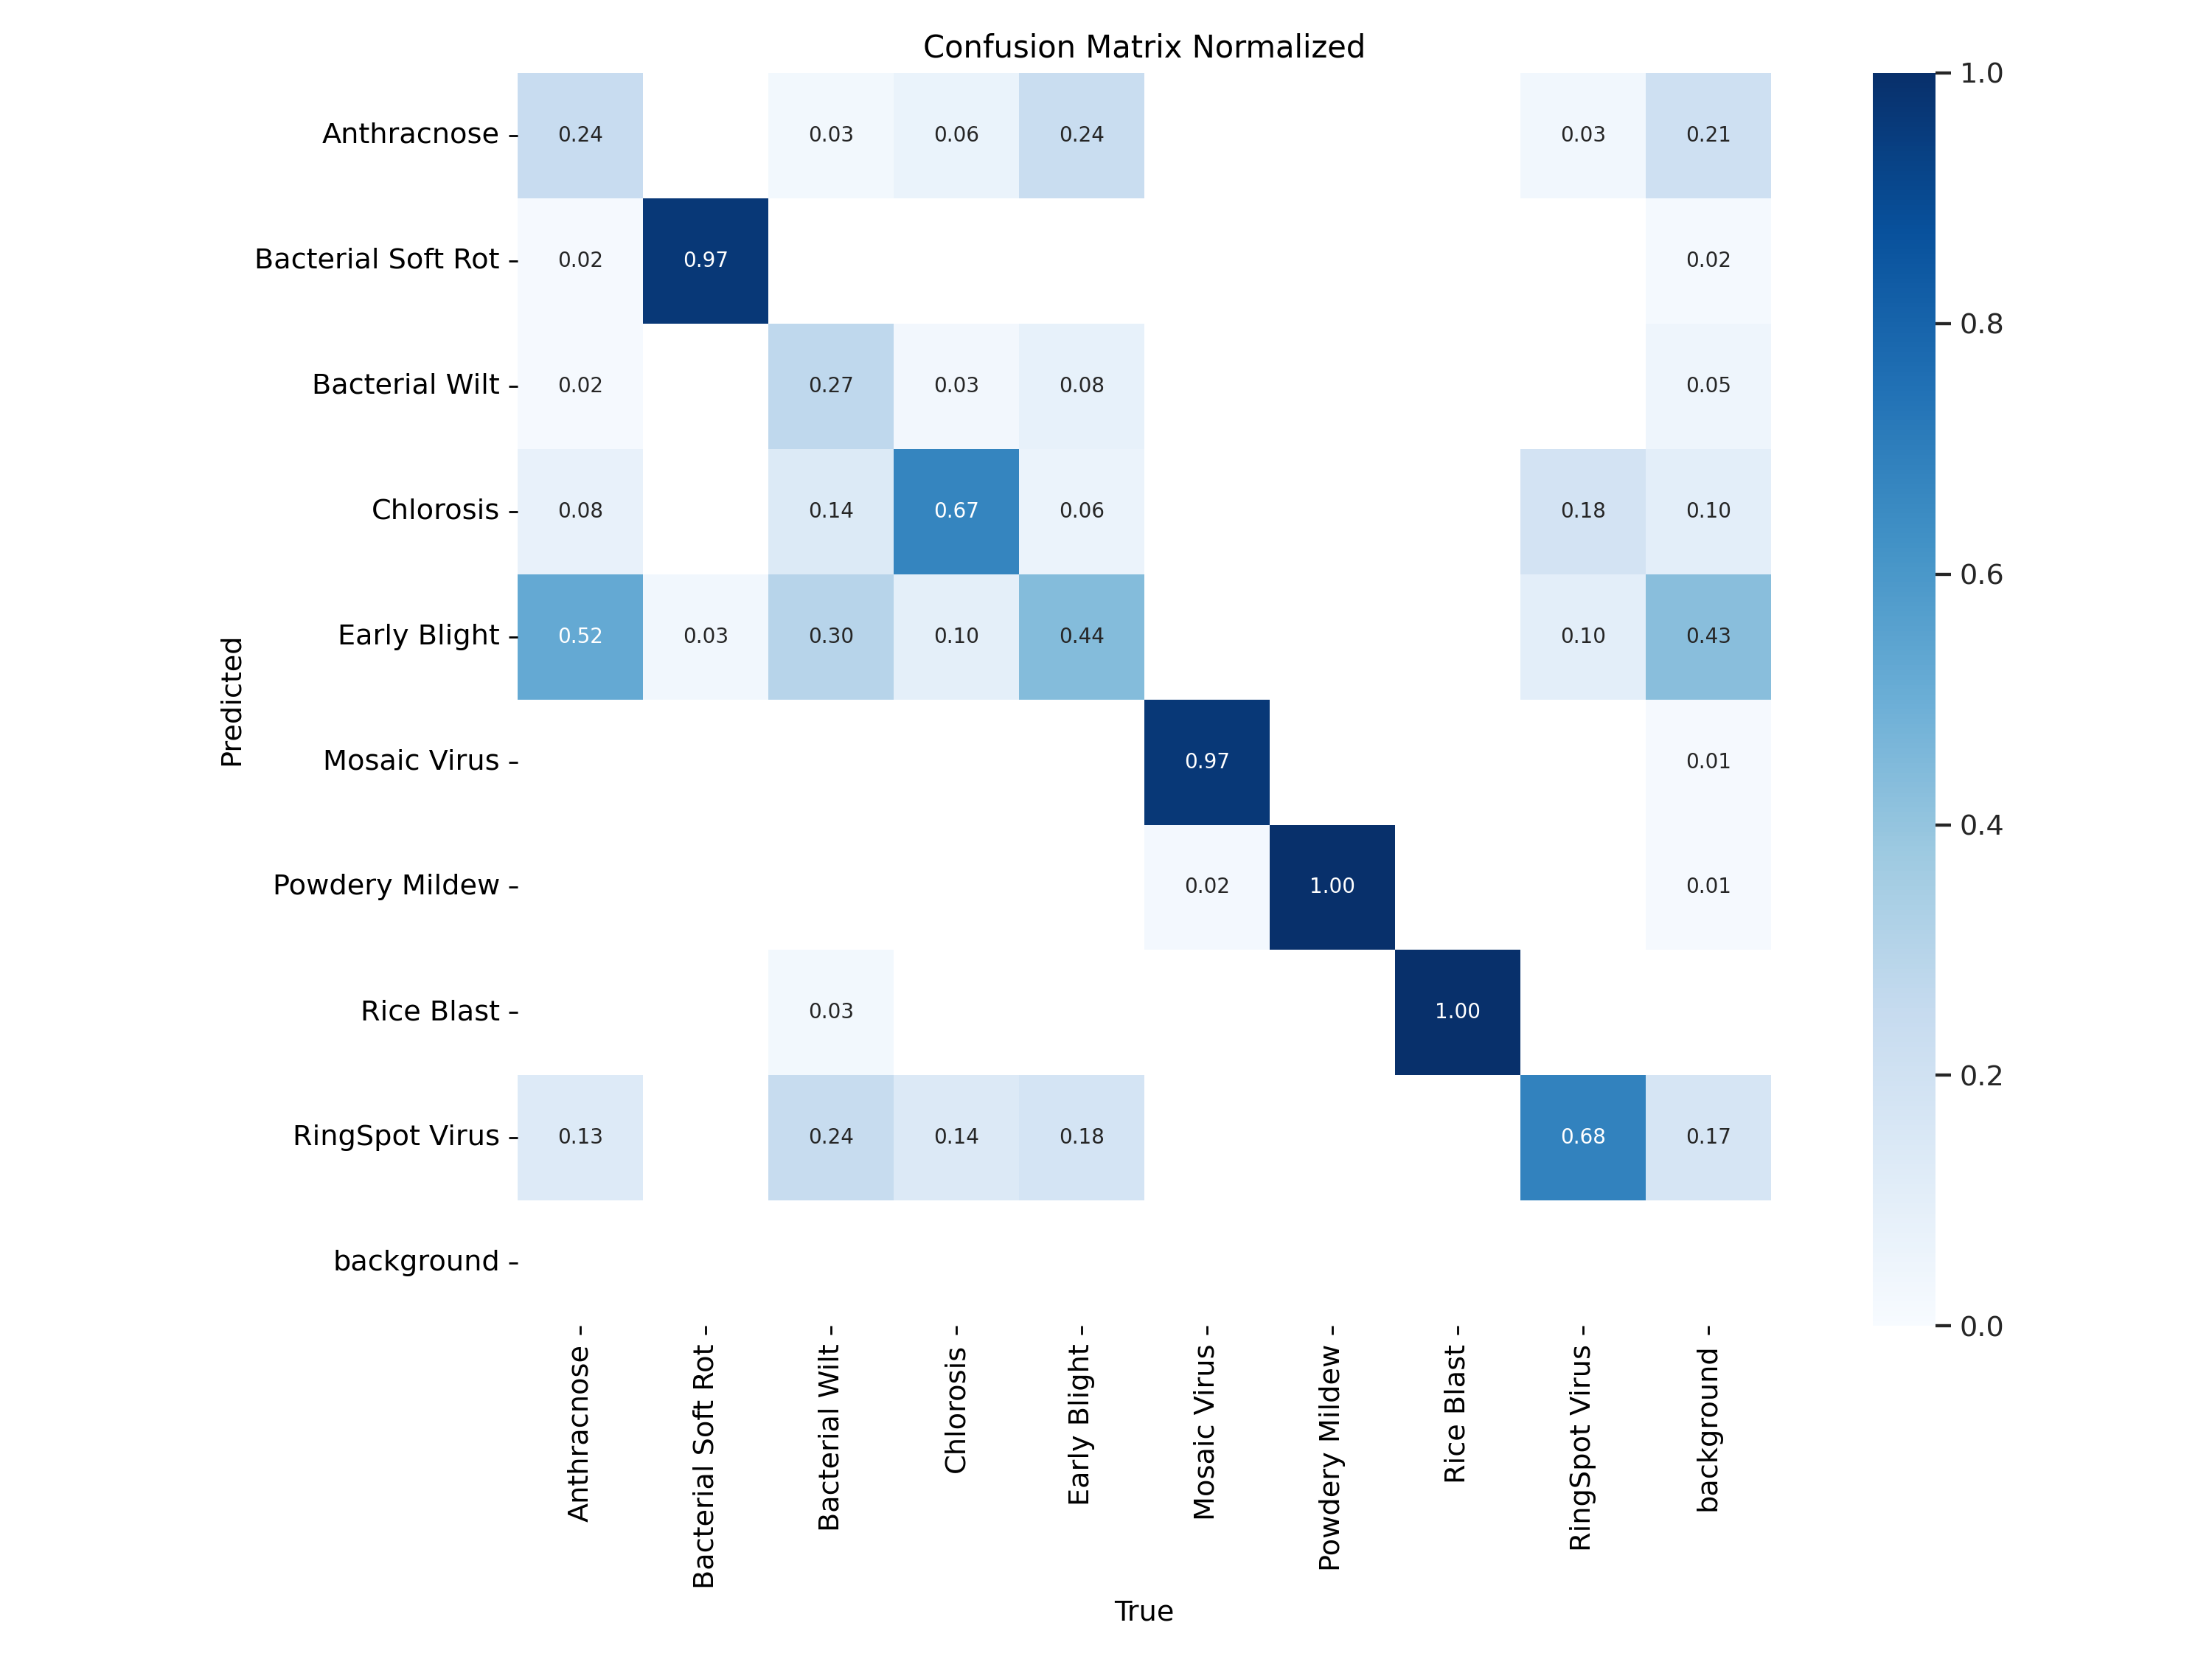 Confusion Matrix Normalized
Anthracnose 0.24 0.03 0.06 0.24 0.03 0.21
Bacterial Soft Rot 0.02 0.97 0.02
Bacterial Wilt 0.02 0.27 0.03 0.08 0.05
Chlorosis 0.08 0.14 0.67 0.06 0.18 0.10
Early Blight 0.52 0.03 0.30 0.10 0.44 0.10 0.43
Mosaic Virus 0.97 0.01
Powdery Mildew 0.02 1.00 0.01
Rice Blast 0.03 1.00
RingSpot Virus 0.13 0.24 0.14 0.18 0.68 0.17
background
Predicted
Anthracnose
Bacterial Soft Rot
Bacterial Wilt
Chlorosis
Early Blight
Mosaic Virus
Powdery Mildew
Rice Blast
RingSpot Virus
background
True
1.0
0.8
0.6
0.4
0.2
0.0